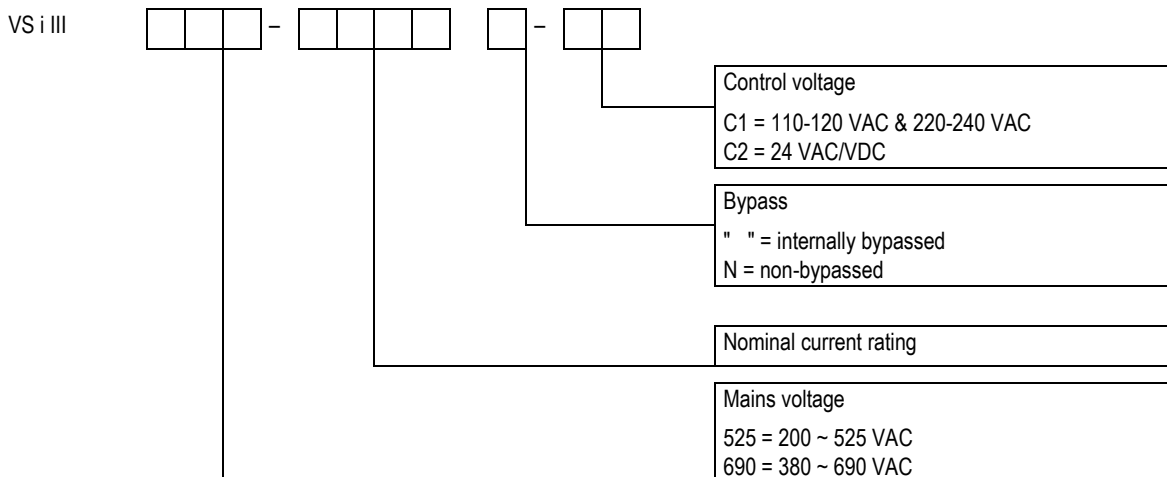 VS i III – –
Control voltage
C1 = 110-120 VAC & 220-240 VAC
C2 = 24 VAC/VDC
Bypass
" " = internally bypassed
N = non-bypassed
Nominal current rating
Mains voltage
525 = 200 ~ 525 VAC
690 = 380 ~ 690 VAC